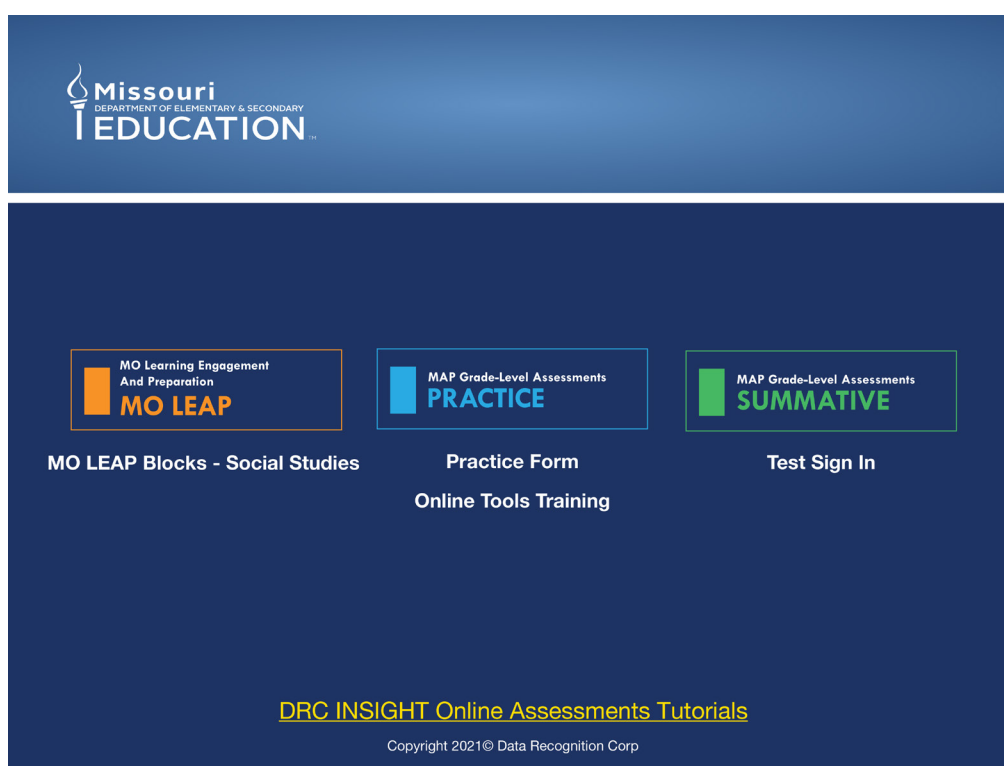 Missouri
DEPARTMENT OF ELEMENTARY & SECONDARY
EDUCATION™
MO Learning Engagement
And Preparation
MO LEAP
MO LEAP Blocks - Social Studies
MAP Grade-Level Assessments
PRACTICE
Practice Form
Online Tools Training
MAP Grade-Level Assessments
SUMMATIVE
Test Sign In
DRC INSIGHT Online Assessments Tutorials
Copyright 2021© Data Recognition Corp